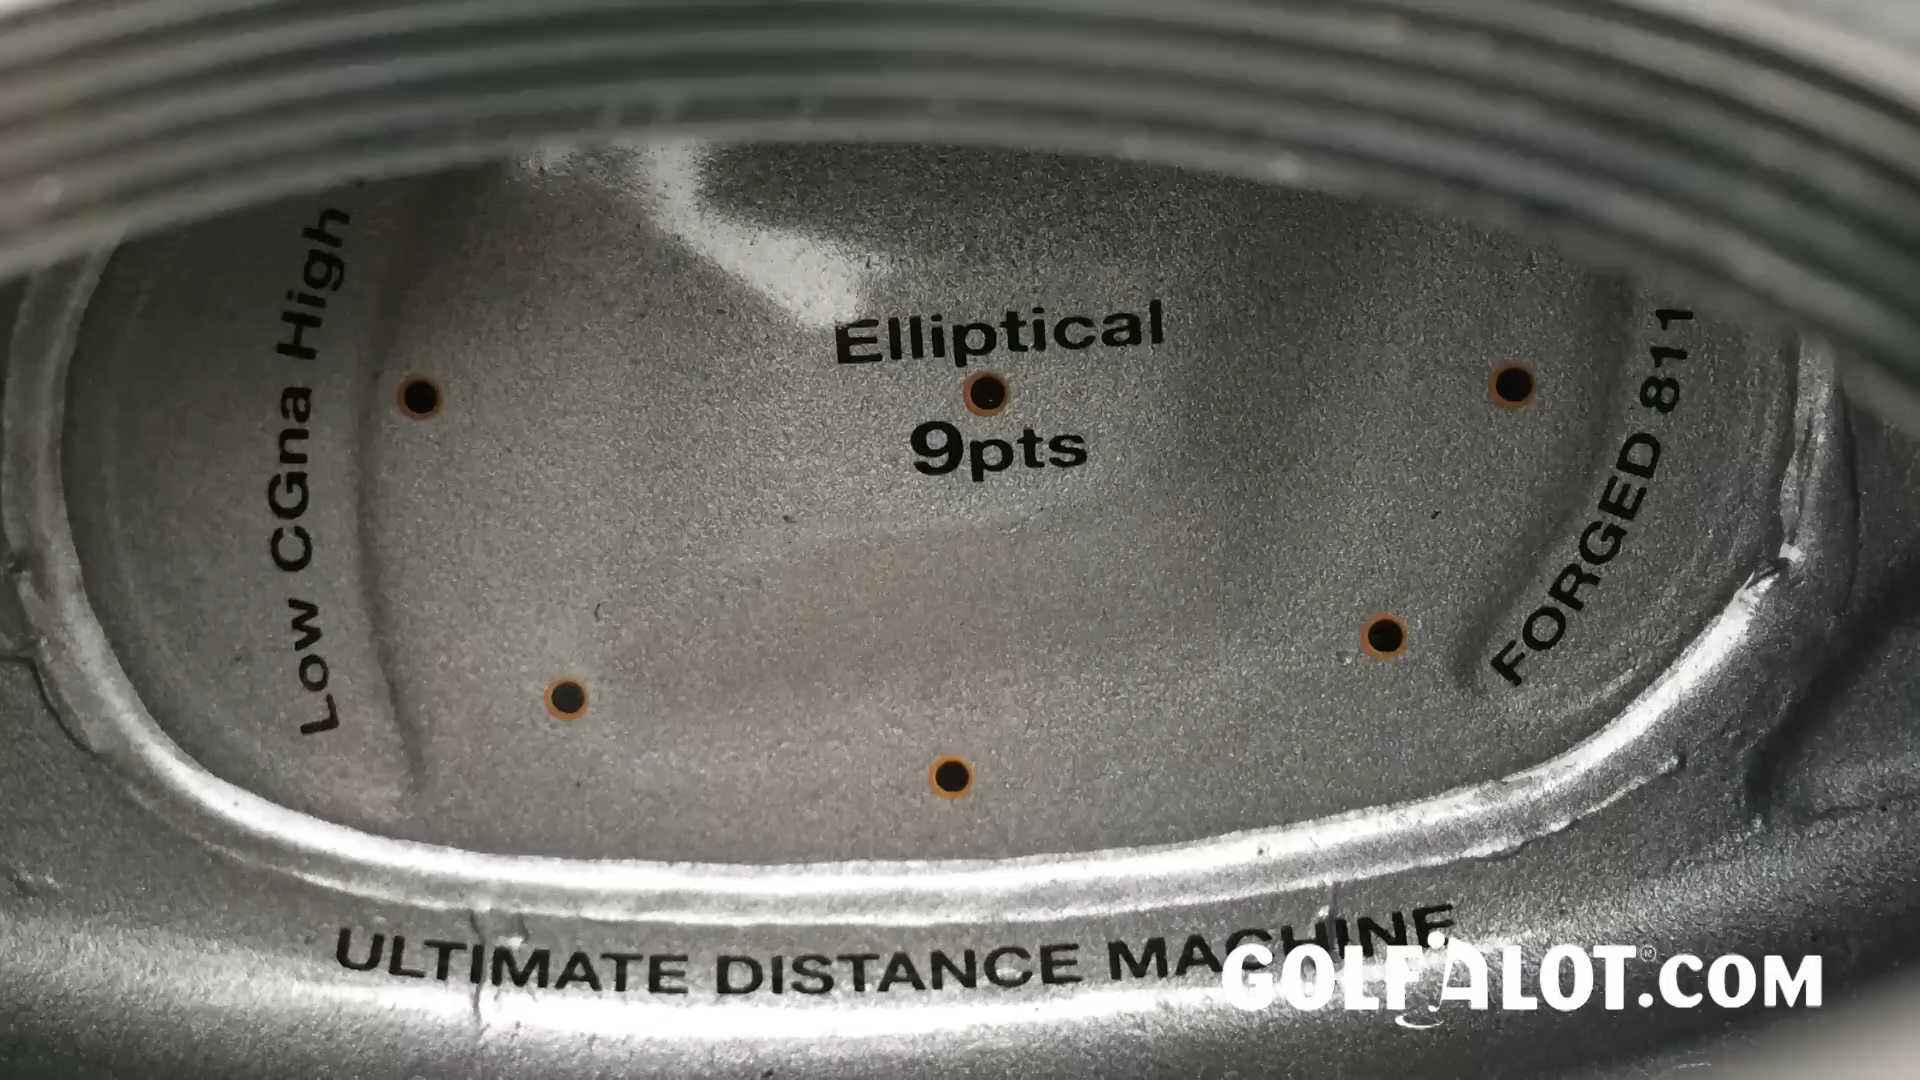 Low CGna High
Elliptical
9pts
FORGED 811
ULTIMATE DISTANCE MACHINE
GOLFALOT®.COM